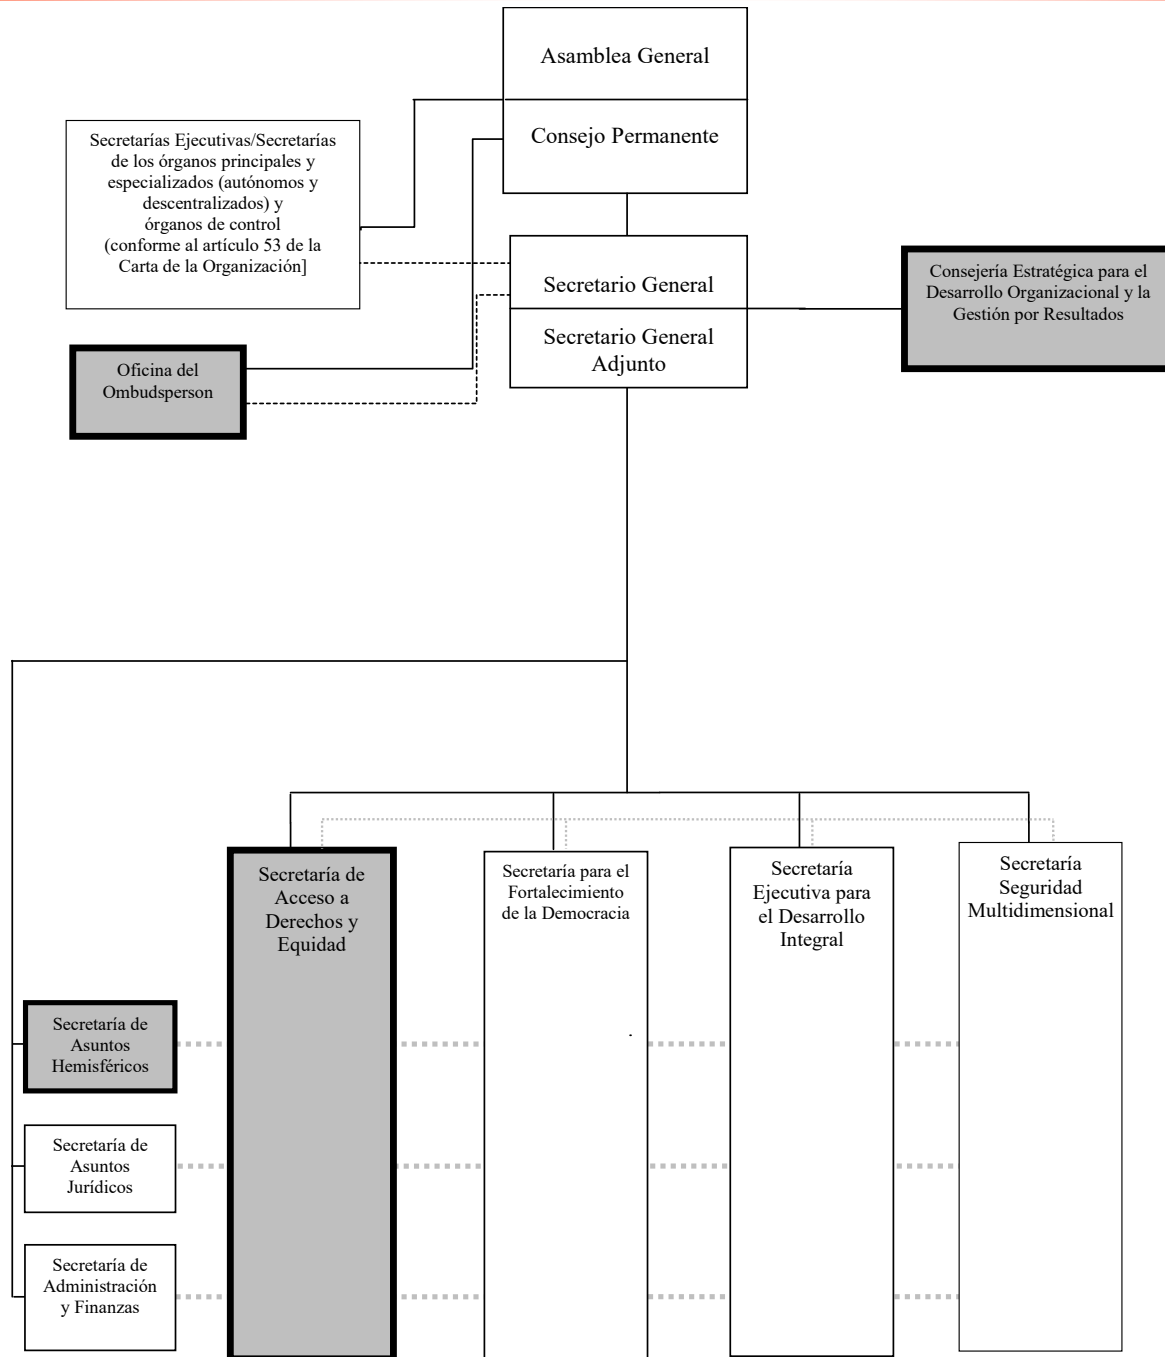 Asamblea General
Consejo Permanente
Secretarías Ejecutivas/Secretarías
de los órganos principales y
especializados (autónomos y
descentralizados) y
órganos de control
(conforme al artículo 53 de la
Carta de la Organización]
Secretario General
Secretario General
Adjunto
Consejería Estratégica para el
Desarrollo Organizacional y la
Gestión por Resultados
Oficina del
Ombudsperson
Secretaría de
Acceso a
Derechos y
Equidad
Secretaría para el
Fortalecimiento
de la Democracia
Secretaría
Ejecutiva para
el Desarrollo
Integral
Secretaría
Seguridad
Multidimensional
Secretaría de
Asuntos
Hemisféricos
Secretaría de
Asuntos
Jurídicos
Secretaría de
Administración
y Finanzas